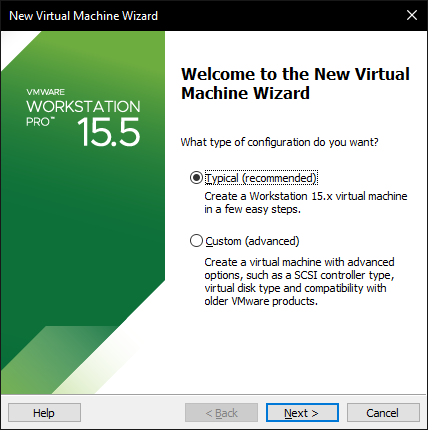 New Virtual Machine Wizard
VMWARE
WORKSTATION
PRO™
15.5
Welcome to the New Virtual
Machine Wizard
What type of configuration do you want?
Typical (recommended)
Create a Workstation 15.x virtual machine
in a few easy steps.
Custom (advanced)
Create a virtual machine with advanced
options, such as a SCSI controller type,
virtual disk type and compatibility with
older VMware products.
Help
< Back
Next >
Cancel